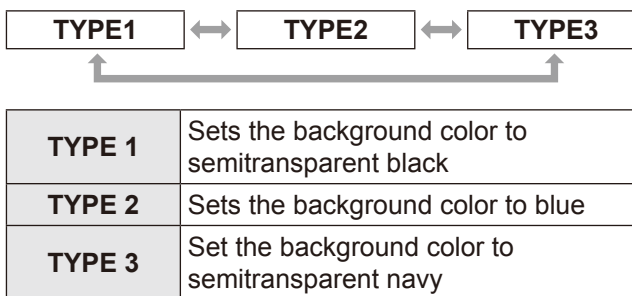 TYPE1 TYPE2 TYPE3
TYPE 1 Sets the background color to
semitransparent black
TYPE 2 Sets the background color to blue
TYPE 3 Set the background color to
semitransparent navy